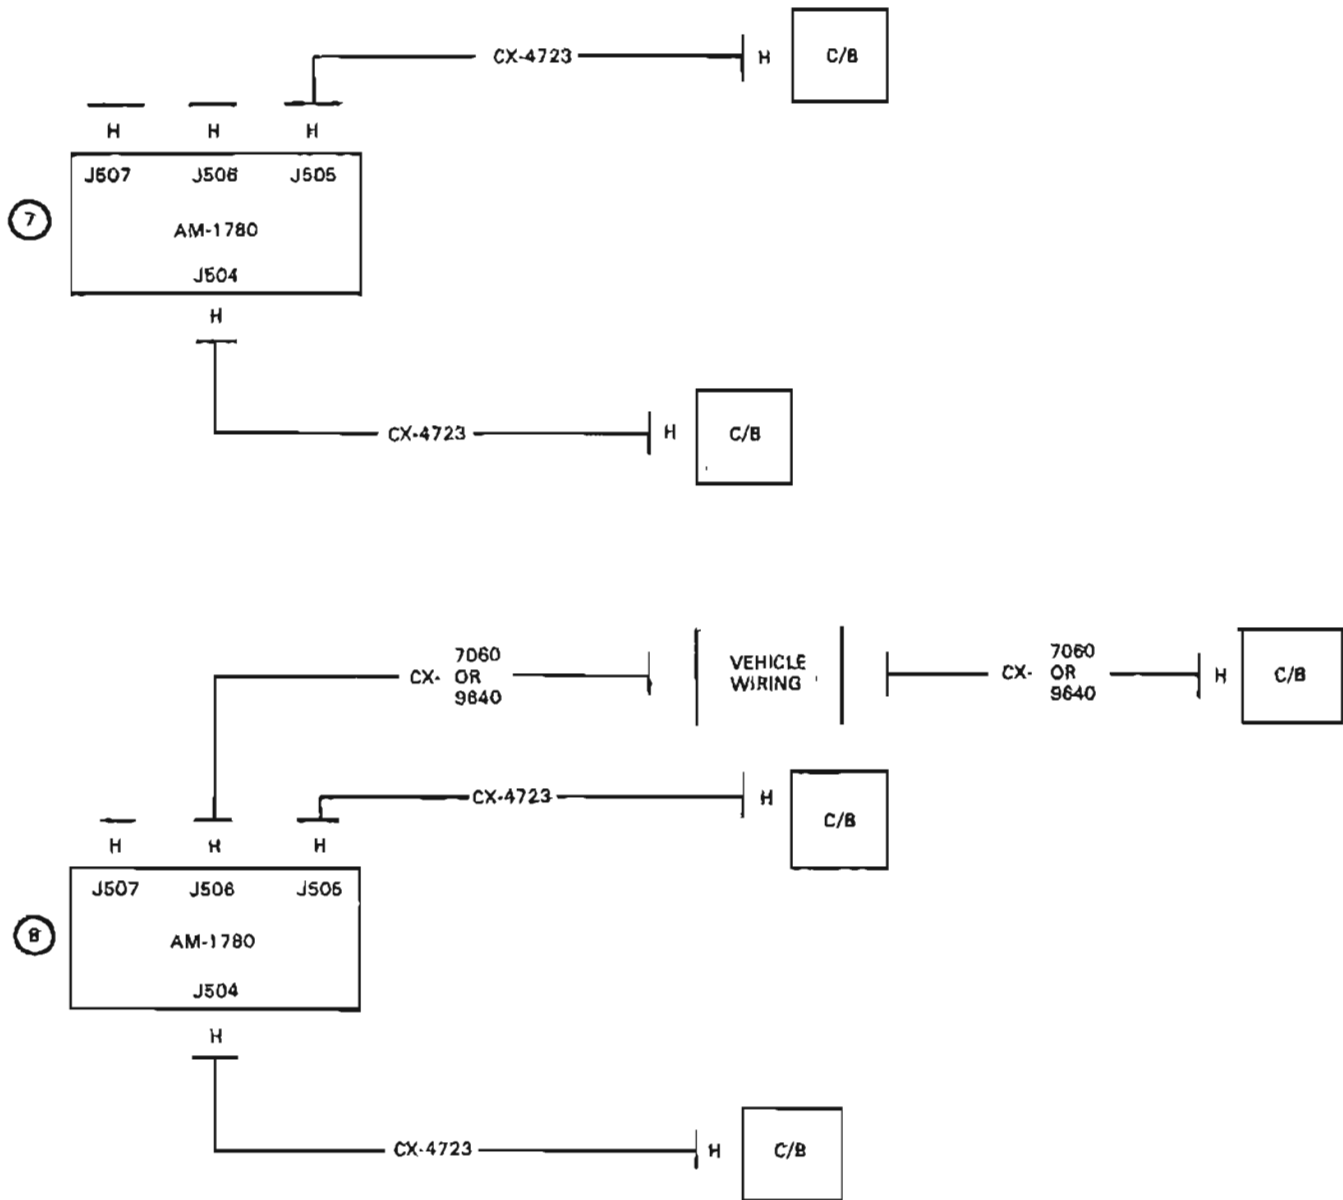 CX-4723 H C/B
H H H
J507 J506 J505
7
AM-1780
J504
H
CX-4723 H C/B
7060
CX- OR
9640
VEHICLE
WIRING
7060
CX- OR
9640
H C/B
CX-4723 H C/B
H H H
J507 J506 J505
8
AM-1780
J504
H
CX-4723 H C/B